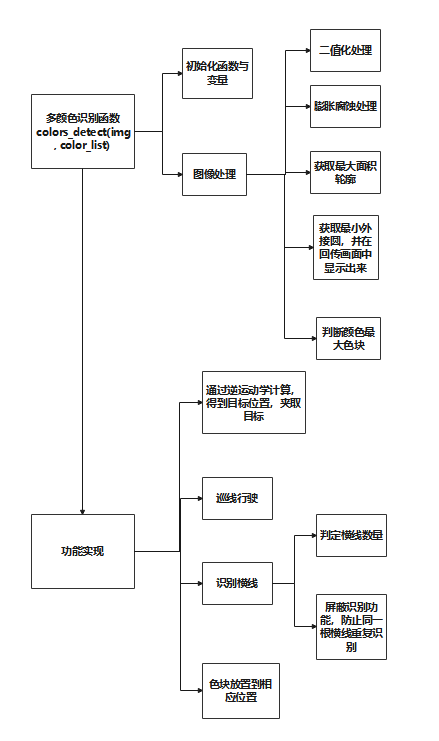 多颜色识别函数
colors_detect(img
, color_list)
初始化函数与
变量
图像处理
二值化处理
膨胀腐蚀处理
获取最大面积
轮廓
获取最小外
接圆，并在
回传画面中
显示出来
判断颜色最
大色块
功能实现
通过逆运动学计算，
得到目标位置，夹取
目标
巡线行驶
识别横线
判定横线数量
屏蔽识别功
能，防止同一
根横线重复识
别
色块放置到相
应位置